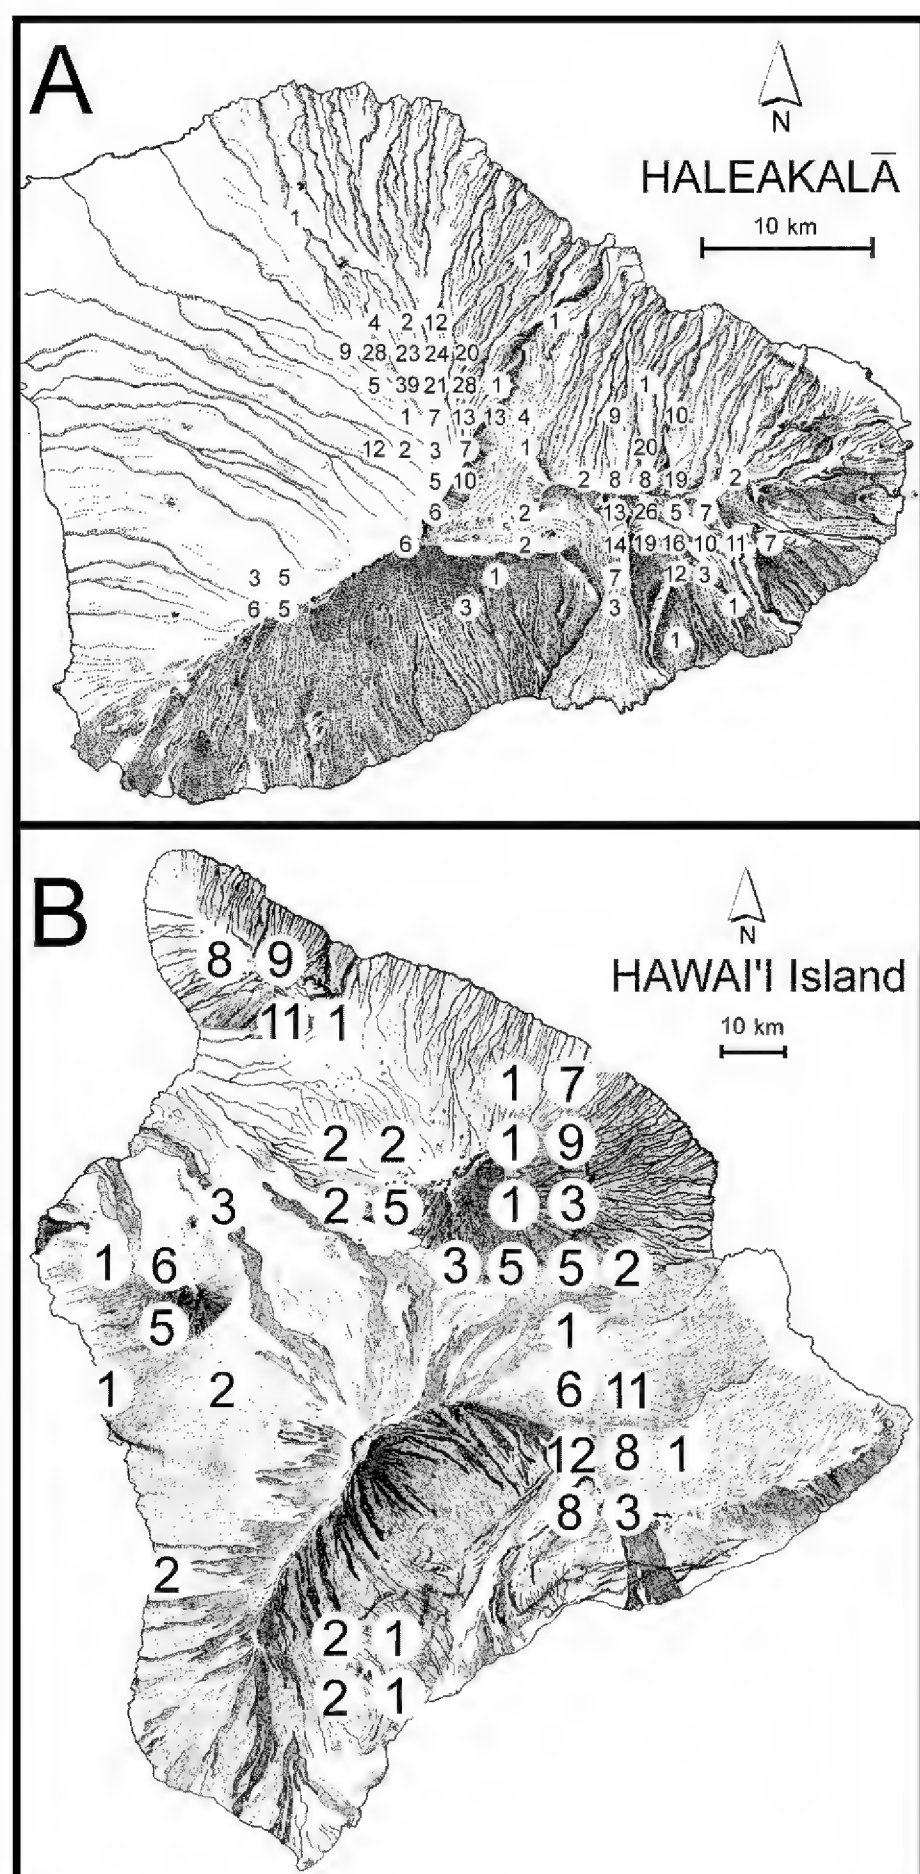 A
N
HALEAKALĀ
10 km
1
1
1
4 2 12
9 28 23 24 20
5 39 21 28 1 1
1 7 13 13 4 9 10
12 2 3 7 1 20
5 10 2 8 8 19 2
6 2 13 26 5 7
6 2 14 19 16 10 11 7
3 5 1 7 12 3
6 5 3 3 1
1
B
N
HAWAI'I Island
10 km
8 9
11 1
1 7
2 2 1 9
3 2 5 1 3
1 6 3 5 5 2
5 1
1 2 6 11
12 8 1
8 3
2
2 1
2 1